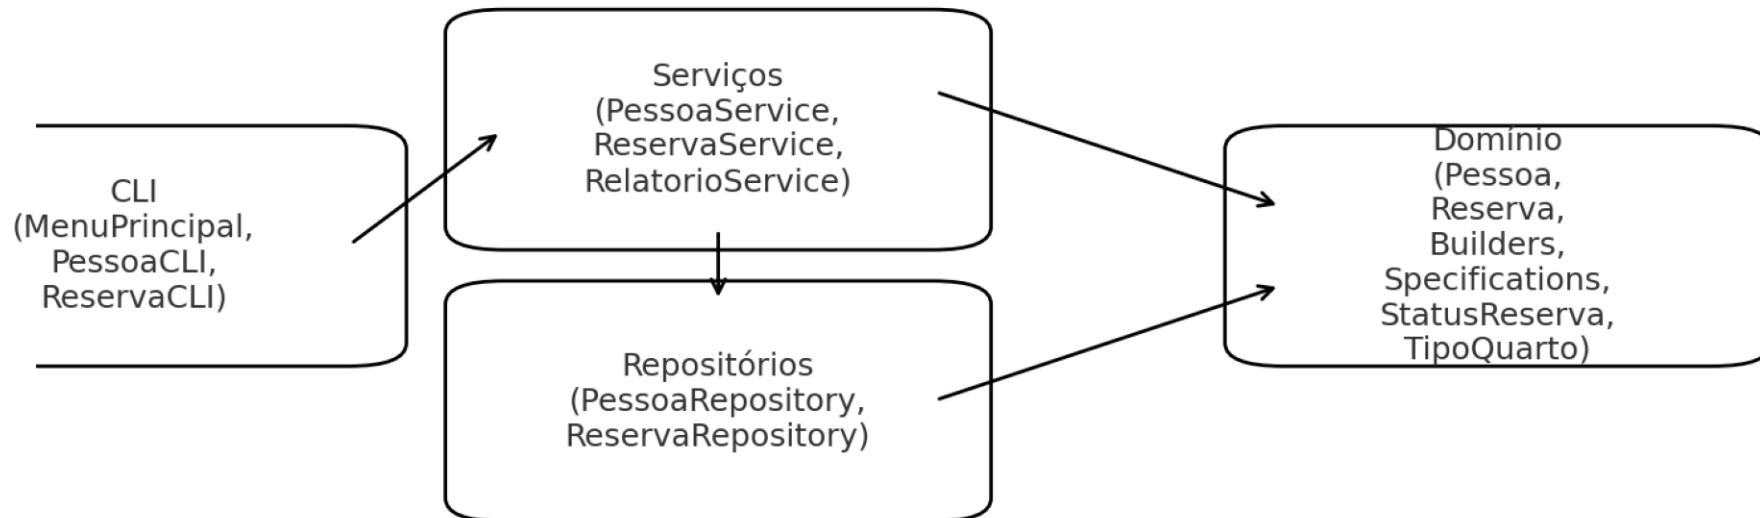 CLI
(MenuPrincipal,
PessoaCLI,
ReservaCLI)
Serviços
(PessoaService,
ReservaService,
RelatorioService)
Repositórios
(PessoaRepository,
ReservaRepository)
Domínio
(Pessoa,
Reserva,
Builders,
Specifications,
StatusReserva,
TipoQuarto)